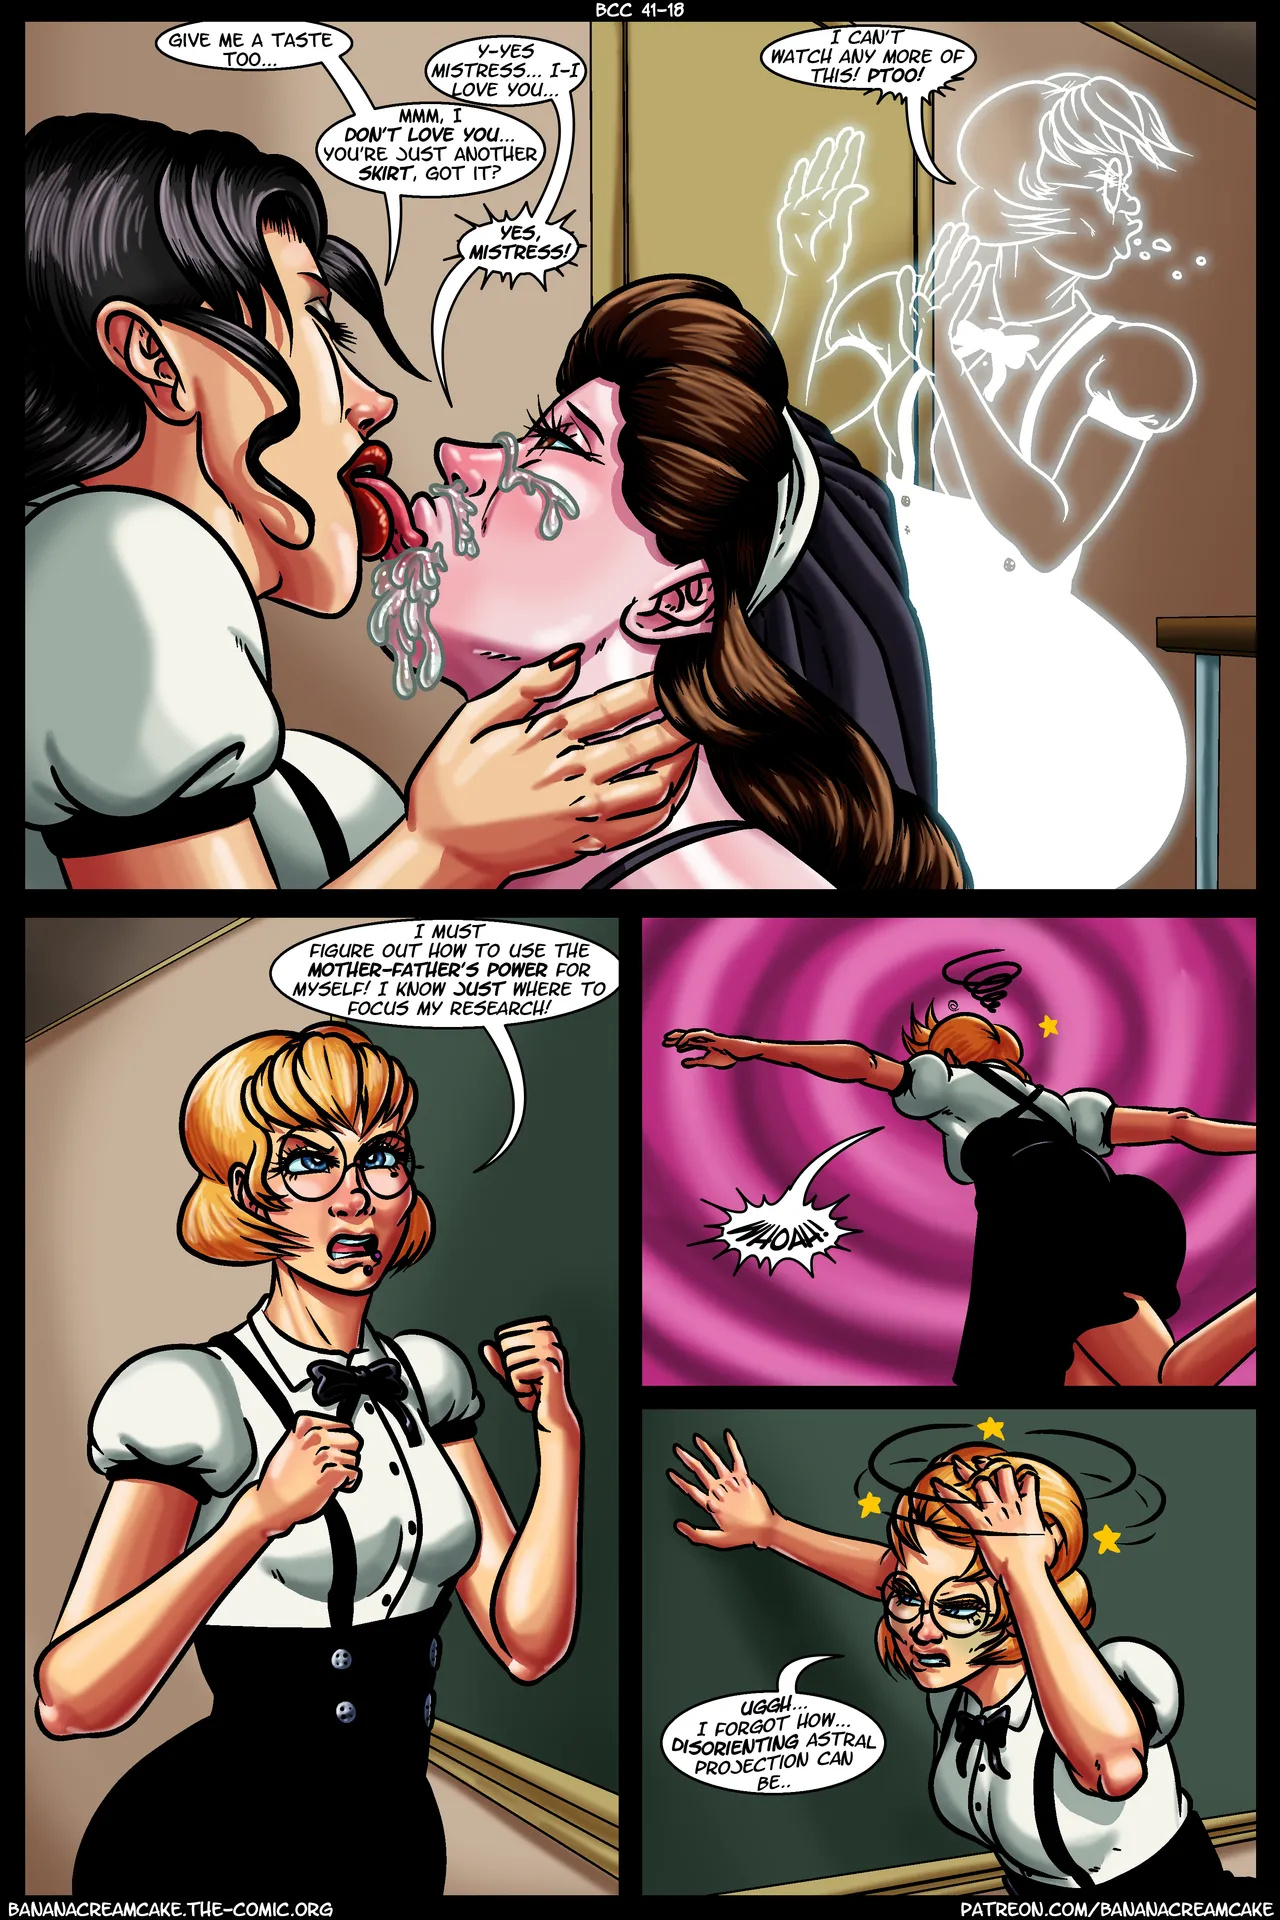 BCC 41-18
GIVE ME A TASTE
TOO...
Y-YES
MISTRESS... I-I
LOVE YOU...
MMM, I
DON'T LOVE YOU...
YOU'RE JUST ANOTHER
SKIRT, GOT IT?
YES,
MISTRESS!
I CAN'T
WATCH ANY MORE OF
THIS! PTOO!
I MUST
FIGURE OUT HOW TO USE THE
MOTHER-FATHER'S POWER FOR
MYSELF! I KNOW JUST WHERE TO
FOCUS MY RESEARCH!
WHOAH!
UGGH...
I FORGOT HOW...
DISORIENTING ASTRAL
PROJECTION CAN
BE..
BANANACREAMCAKE.THE-COMIC.ORG
PATREON.COM/BANANACREAMCAKE